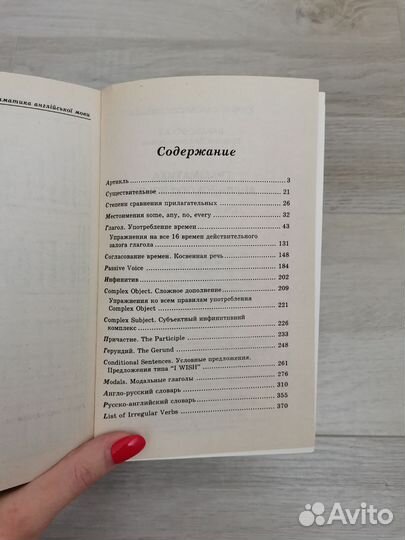 аматика англійської мови
Содержание
Артикль 3
Существительное 21
Степени сравнения прилагательных 26
Местоимения some, any, no, every 32
Глагол. Употребление времен 43
Упражнения на все 16 времен действительного
залога глагола 131
Согласование времен. Косвенная речь 148
Passive Voice 184
Инфинитив 202
Complex Object. Сложное дополнение 209
Упражнения ко всем правилам употребления
Complex Object 221
Complex Subject. Субъектный инфинитивний
комплекс 226
Причастие. The Participle 233
Герундий. The Gerund 248
Conditional Sentences. Условные предложения.
Предложения типа "I WISH" 261
Modals. Модальные глаголы 276
Англо-русский словарь 310
Русско-английский словарь 355
List of Irregular Verbs 370
Avito